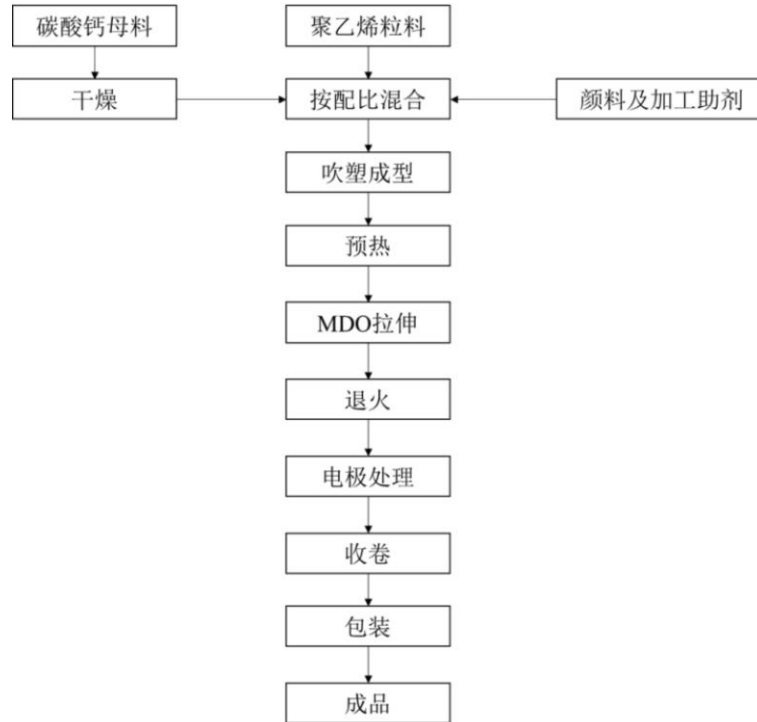 碳酸钙母料
聚乙烯粒料
干燥
按配比混合
颜料及加工助剂
吹塑成型
预热
MDO拉伸
退火
电极处理
收卷
包装
成品